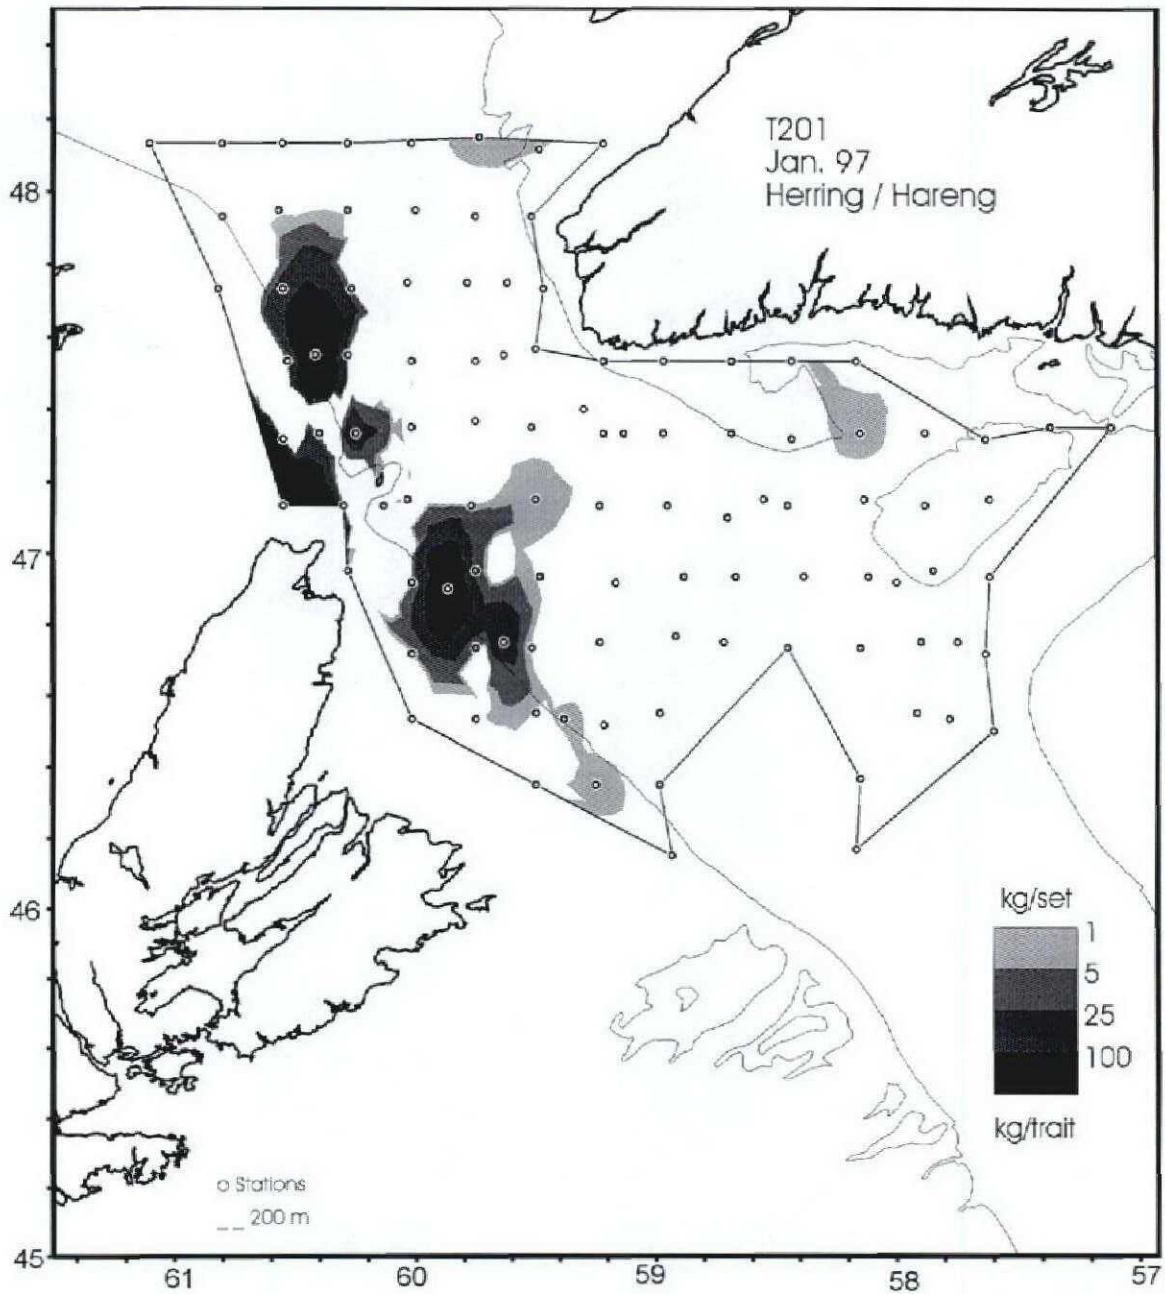 T201
Jan. 97
Herring / Hareng
48
47
46
45
kg/set
1
5
25
100
kg/trait
o Stations
__ 200 m
61
60
59
58
57